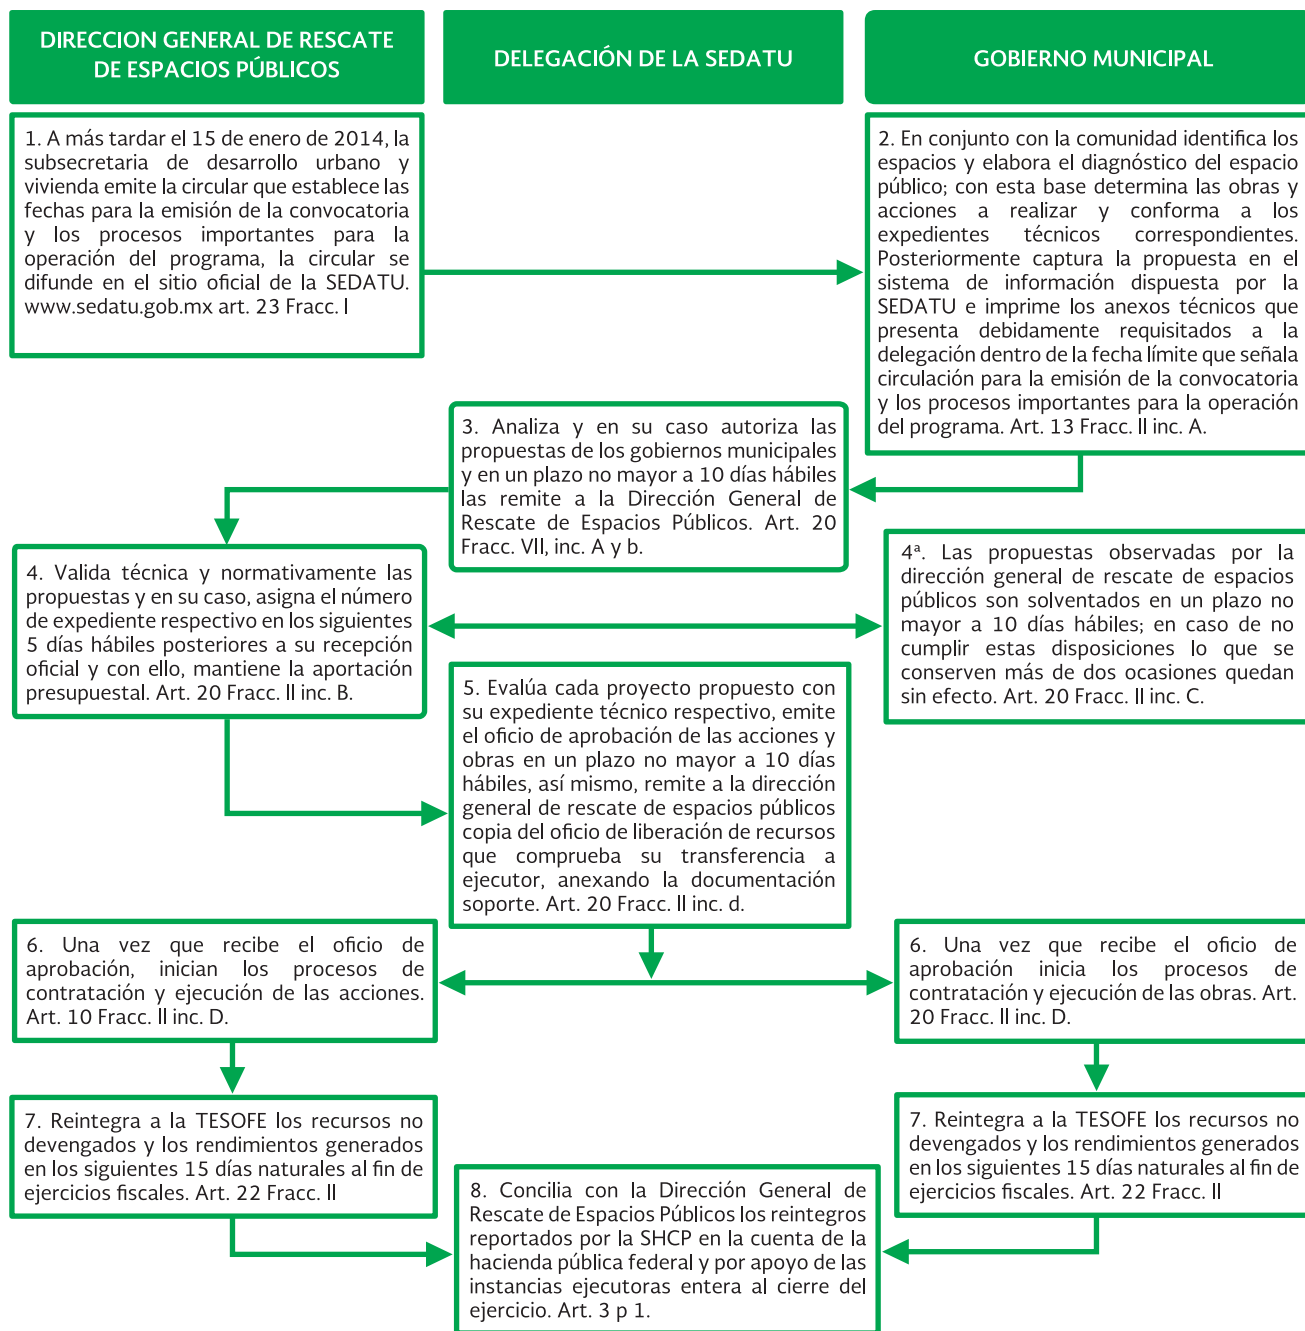 DIRECCION GENERAL DE RESCATE
DE ESPACIOS PÚBLICOS
DELEGACIÓN DE LA SEDATU
GOBIERNO MUNICIPAL
1. A más tardar el 15 de enero de 2014, la
subsecretaria de desarrollo urbano y
vivienda emite la circular que establece las
fechas para la emisión de la convocatoria
y los procesos importantes para la
operación del programa, la circular se
difunde en el sitio oficial de la SEDATU.
www.sedatu.gob.mx art. 23 Fracc. I
2. En conjunto con la comunidad identifica los
espacios y elabora el diagnóstico del espacio
público; con esta base determina las obras y
acciones a realizar y conforma a los
expedientes técnicos correspondientes.
Posteriormente captura la propuesta en el
sistema de información dispuesta por la
SEDATU e imprime los anexos técnicos que
presenta debidamente requisitados a la
delegación dentro de la fecha límite que señala
circulación para la emisión de la convocatoria
y los procesos importantes para la operación
del programa. Art. 13 Fracc. II inc. A.
3. Analiza y en su caso autoriza las
propuestas de los gobiernos municipales
y en un plazo no mayor a 10 días hábiles
las remite a la Dirección General de
Rescate de Espacios Públicos. Art. 20
Fracc. VII, inc. A y b.
4. Valida técnica y normativamente las
propuestas y en su caso, asigna el número
de expediente respectivo en los siguientes
5 días hábiles posteriores a su recepción
oficial y con ello, mantiene la aportación
presupuestal. Art. 20 Fracc. II inc. B.
4ª. Las propuestas observadas por la
dirección general de rescate de espacios
públicos son solventados en un plazo no
mayor a 10 días hábiles; en caso de no
cumplir estas disposiciones lo que se
conserven más de dos ocasiones quedan
sin efecto. Art. 20 Fracc. II inc. C.
5. Evalúa cada proyecto propuesto con
su expediente técnico respectivo, emite
el oficio de aprobación de las acciones y
obras en un plazo no mayor a 10 días
hábiles, así mismo, remite a la dirección
general de rescate de espacios públicos
copia del oficio de liberación de recursos
que comprueba su transferencia a
ejecutor, anexando la documentación
soporte. Art. 20 Fracc. II inc. d.
6. Una vez que recibe el oficio de
aprobación, inician los procesos de
contratación y ejecución de las acciones.
Art. 10 Fracc. II inc. D.
6. Una vez que recibe el oficio de
aprobación inicia los procesos de
contratación y ejecución de las obras. Art.
20 Fracc. II inc. D.
7. Reintegra a la TESOFE los recursos no
devengados y los rendimientos generados
en los siguientes 15 días naturales al fin de
ejercicios fiscales. Art. 22 Fracc. II
7. Reintegra a la TESOFE los recursos no
devengados y los rendimientos generados
en los siguientes 15 días naturales al fin de
ejercicios fiscales. Art. 22 Fracc. II
8. Concilia con la Dirección General de
Rescate de Espacios Públicos los reintegros
reportados por la SHCP en la cuenta de la
hacienda pública federal y por apoyo de las
instancias ejecutoras entera al cierre del
ejercicio. Art. 3 p 1.